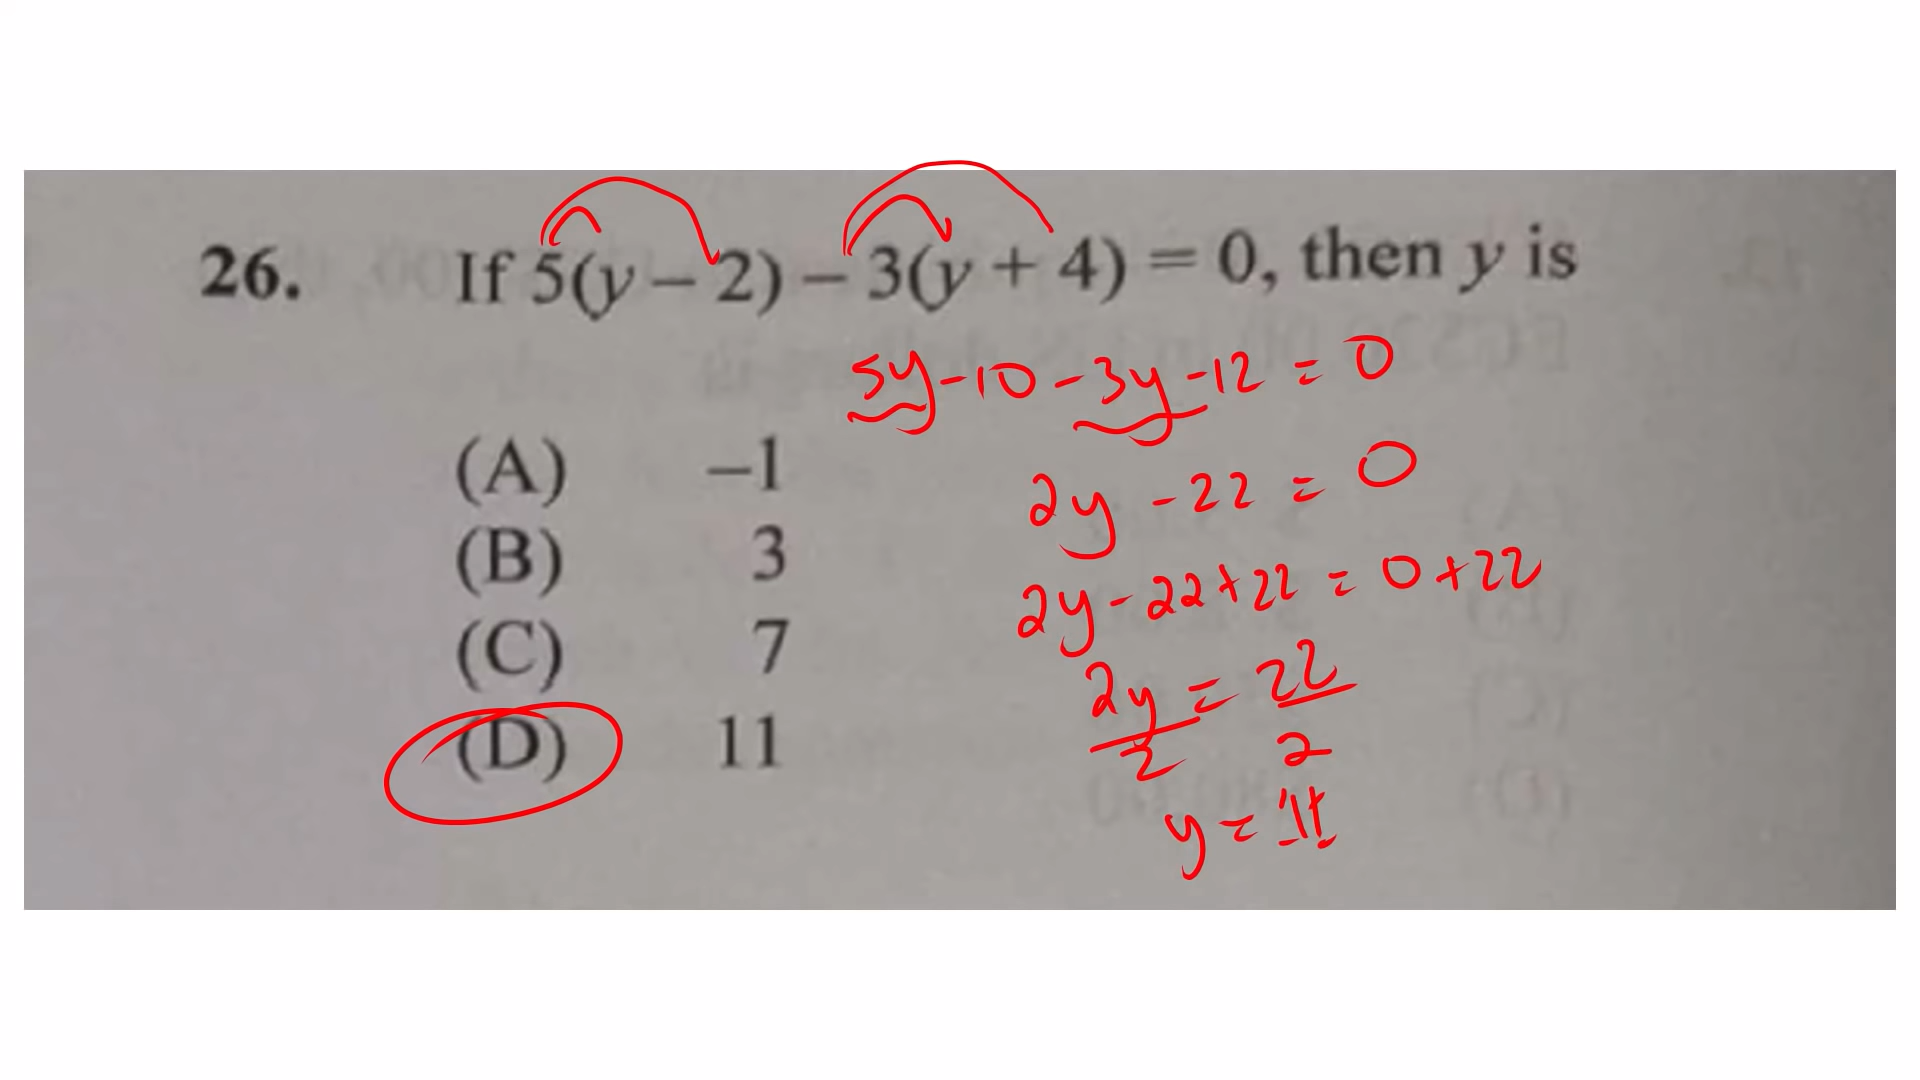 26. If 5(y – 2) – 3(y + 4) = 0, then y is
5y-10-3y-12 = 0
(A) –1
2y -22 = 0
(B) 3
2y-22+22 = 0+22
(C) 7
2y = 22
2 2
(D) 11
y = 11